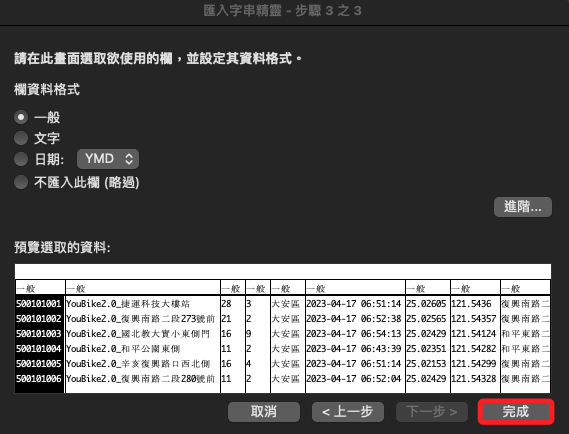 匯入字串精靈 - 步驟 3 之 3
請在此畫面選取欲使用的欄，並設定其資料格式。
欄資料格式
一般
文字
日期: YMD
不匯入此欄 (略過)
進階...
預覽選取的資料:
一般 一般 一般 一般 一般 一般 一般 一般 一般
500101001 YouBike2.0_捷運科技大樓站 28 3 大安區 2023-04-17 06:51:14 25.02605 121.5436 復興南路二
500101002 YouBike2.0_復興南路二段273號前 21 2 大安區 2023-04-17 06:52:38 25.02565 121.54357 復興南路二
500101003 YouBike2.0_國北教大實小東側門 16 9 大安區 2023-04-17 06:54:13 25.02429 121.54124 和平東路二
500101004 YouBike2.0_和平公園東側 11 2 大安區 2023-04-17 06:43:39 25.02351 121.54282 和平東路二
500101005 YouBike2.0_辛亥復興路口西北側 16 4 大安區 2023-04-17 06:51:14 25.02153 121.54299 復興南路二
500101006 YouBike2.0_復興南路二段280號前 11 2 大安區 2023-04-17 06:52:04 25.02429 121.54328 復興南路二
取消 < 上一步 下一步 > 完成